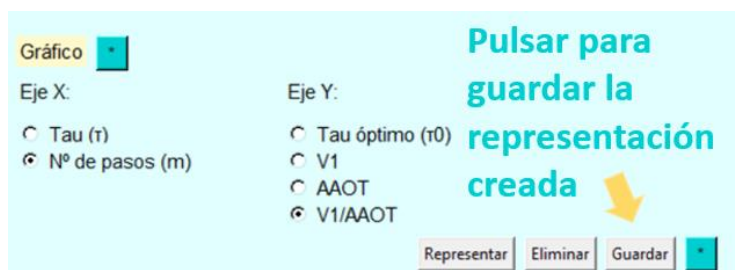 Gráfico *
Pulsar para
guardar la
representación
creada
Eje X:
Tau (τ)
Nº de pasos (m)
Eje Y:
Tau óptimo (τ0)
V1
AAOT
V1/AAOT
Representar Eliminar Guardar *